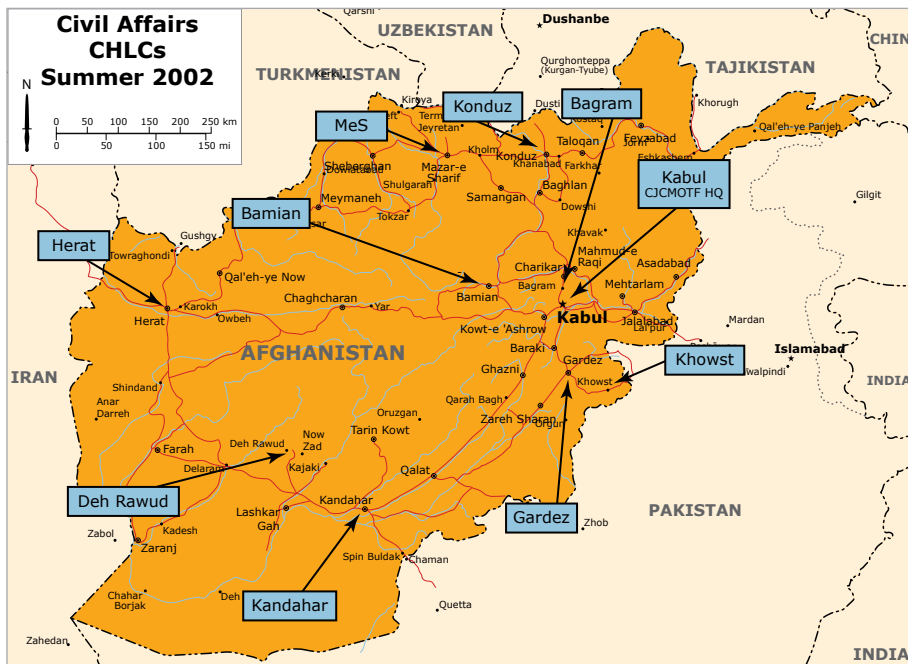 Civil Affairs
CHLCs
Summer 2002
N
0 50 100 150 200 250 km
0 50 100 150 mi
Qarshi
UZBEKISTAN
Dushanbe
CHIN
TURKMENISTAN
Kerki
Qurghonteppa
(Kurgan-Tyube)
TAJIKISTAN
Konduz
Bagram
Khorugh
MeS
Jeyretan
Dusti
Taloqan
Feyzabad
Qal'eh-ye Panjeh
Kholm
Konduz
Khanabad
Farkhar
Eshkashem
Sheberghan
Mazar-e
Sharif
Shulgarah
Samangan
Baghlan
Kabul
CJCMOTF HQ
Gilgit
Bamian
Meymaneh
Tokzar
Dowshi
Khavak
Herat
Gushgy
Towraghondi
Mahmud-e
Raqi
Charikar
Asadabad
Qal'eh-ye Now
Bagram
Mehtarlam
Chaghcharan
Yar
Bamian
Karokh
Owbeh
Herat
Kabul
Jalalabad
Mardan
Kowt-e 'Ashrow
AFGHANISTAN
Baraki
Gardez
Khowst
Islamabad
IRAN
Shindand
Ghazni
Khowst
INDIA
Anar
Darreh
Qarah Bagh
Zareh Sharan
Oruzgan
Orgun
Tarin Kowt
Now
Zad
Deh Rawud
Farah
Delaram
Kajaki
Qalat
Deh Rawud
Lashkar
Gah
Kandahar
Gardez
PAKISTAN
Kadesh
Zabol
Zaranj
Zhob
Spin Buldak
Chaman
Chahar
Borjak
Deh
Kandahar
Quetta
Zahedan
INDIA